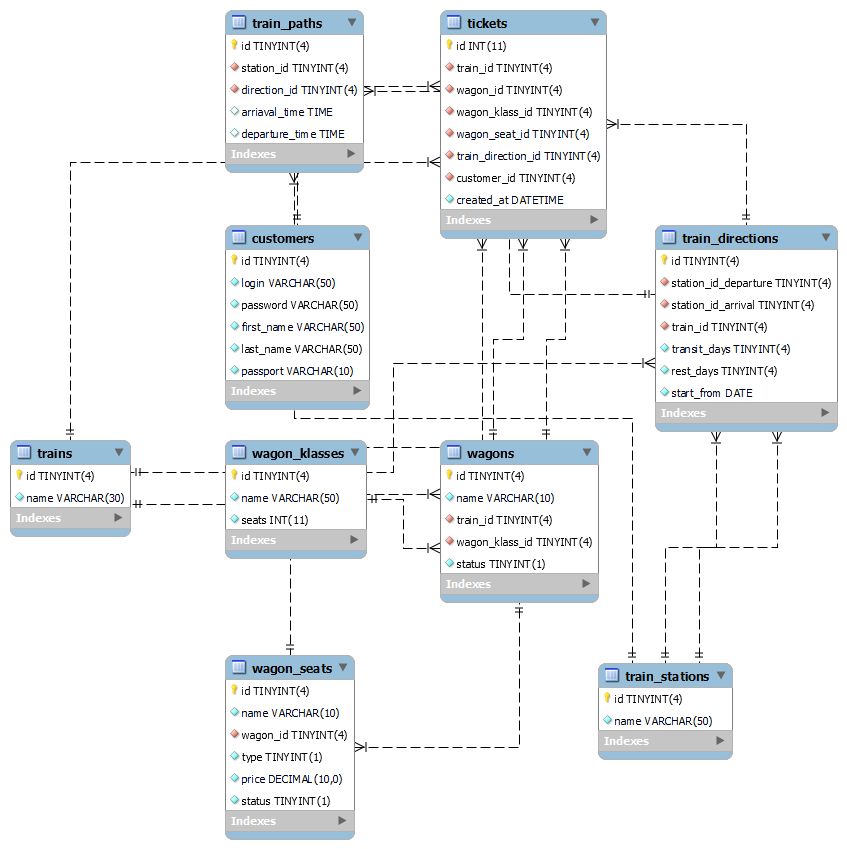 train_paths
id TINYINT(4)
station_id TINYINT(4)
direction_id TINYINT(4)
arriaval_time TIME
departure_time TIME
Indexes
tickets
id INT(11)
train_id TINYINT(4)
wagon_id TINYINT(4)
wagon_klass_id TINYINT(4)
wagon_seat_id TINYINT(4)
train_direction_id TINYINT(4)
customer_id TINYINT(4)
created_at DATETIME
Indexes
customers
id TINYINT(4)
login VARCHAR(50)
password VARCHAR(50)
first_name VARCHAR(50)
last_name VARCHAR(50)
passport VARCHAR(10)
Indexes
train_directions
id TINYINT(4)
station_id_departure TINYINT(4)
station_id_arrival TINYINT(4)
train_id TINYINT(4)
transit_days TINYINT(4)
rest_days TINYINT(4)
start_from DATE
Indexes
trains
id TINYINT(4)
name VARCHAR(30)
Indexes
wagon_klasses
id TINYINT(4)
name VARCHAR(50)
seats INT(11)
Indexes
wagons
id TINYINT(4)
name VARCHAR(10)
train_id TINYINT(4)
wagon_klass_id TINYINT(4)
status TINYINT(1)
Indexes
wagon_seats
id TINYINT(4)
name VARCHAR(10)
wagon_id TINYINT(4)
type TINYINT(1)
price DECIMAL(10,0)
status TINYINT(1)
Indexes
train_stations
id TINYINT(4)
name VARCHAR(50)
Indexes